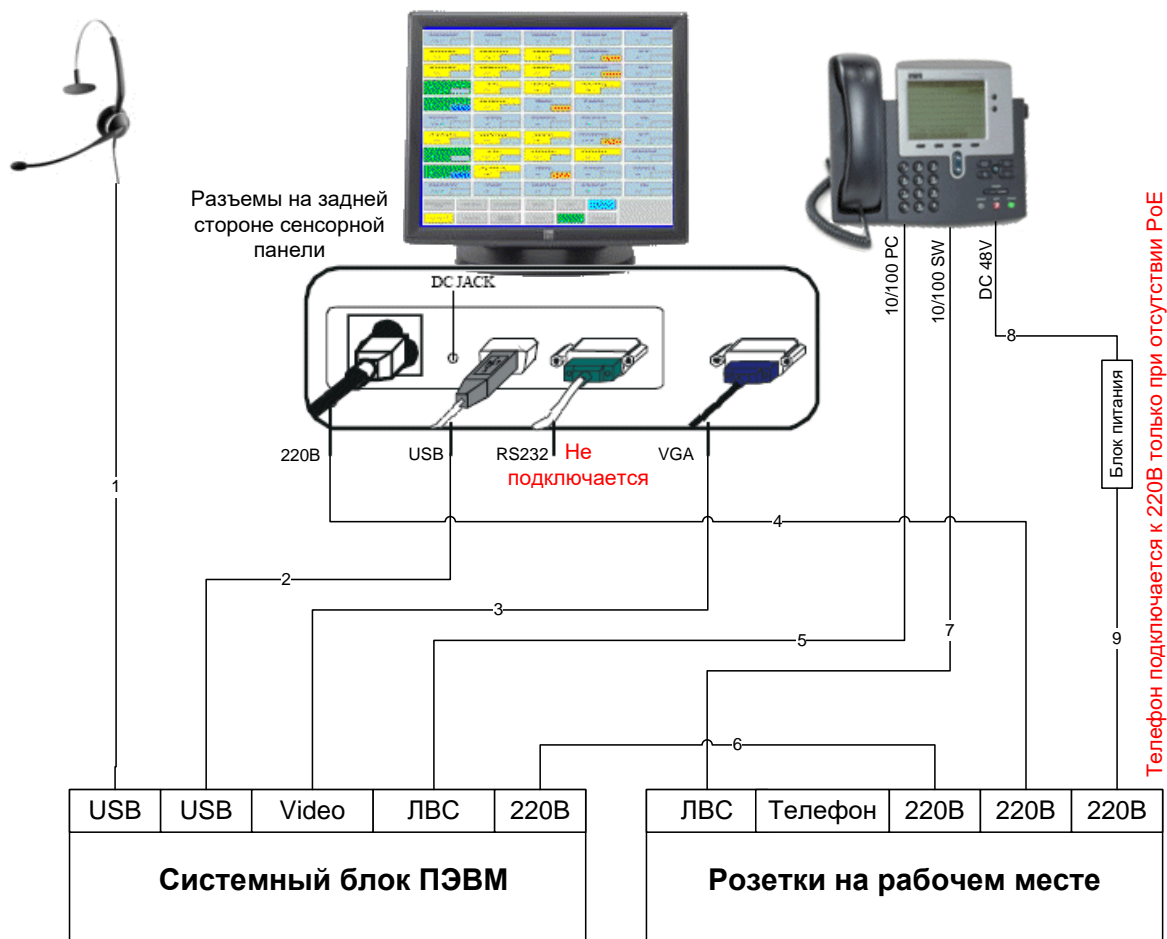 Разъемы на задней
стороне сенсорной
панели
DC JACK
10/100 PC
10/100 SW
DC 48V
8
Блок питания
Телефон подключается к 220В только при отсутствии PoE
220В
USB
RS232
Не
подключается
VGA
1
4
2
3
5
7
9
6
USB
USB
Video
ЛВС
220В
ЛВС
Телефон
220В
220В
220В
Системный блок ПЭВМ
Розетки на рабочем месте